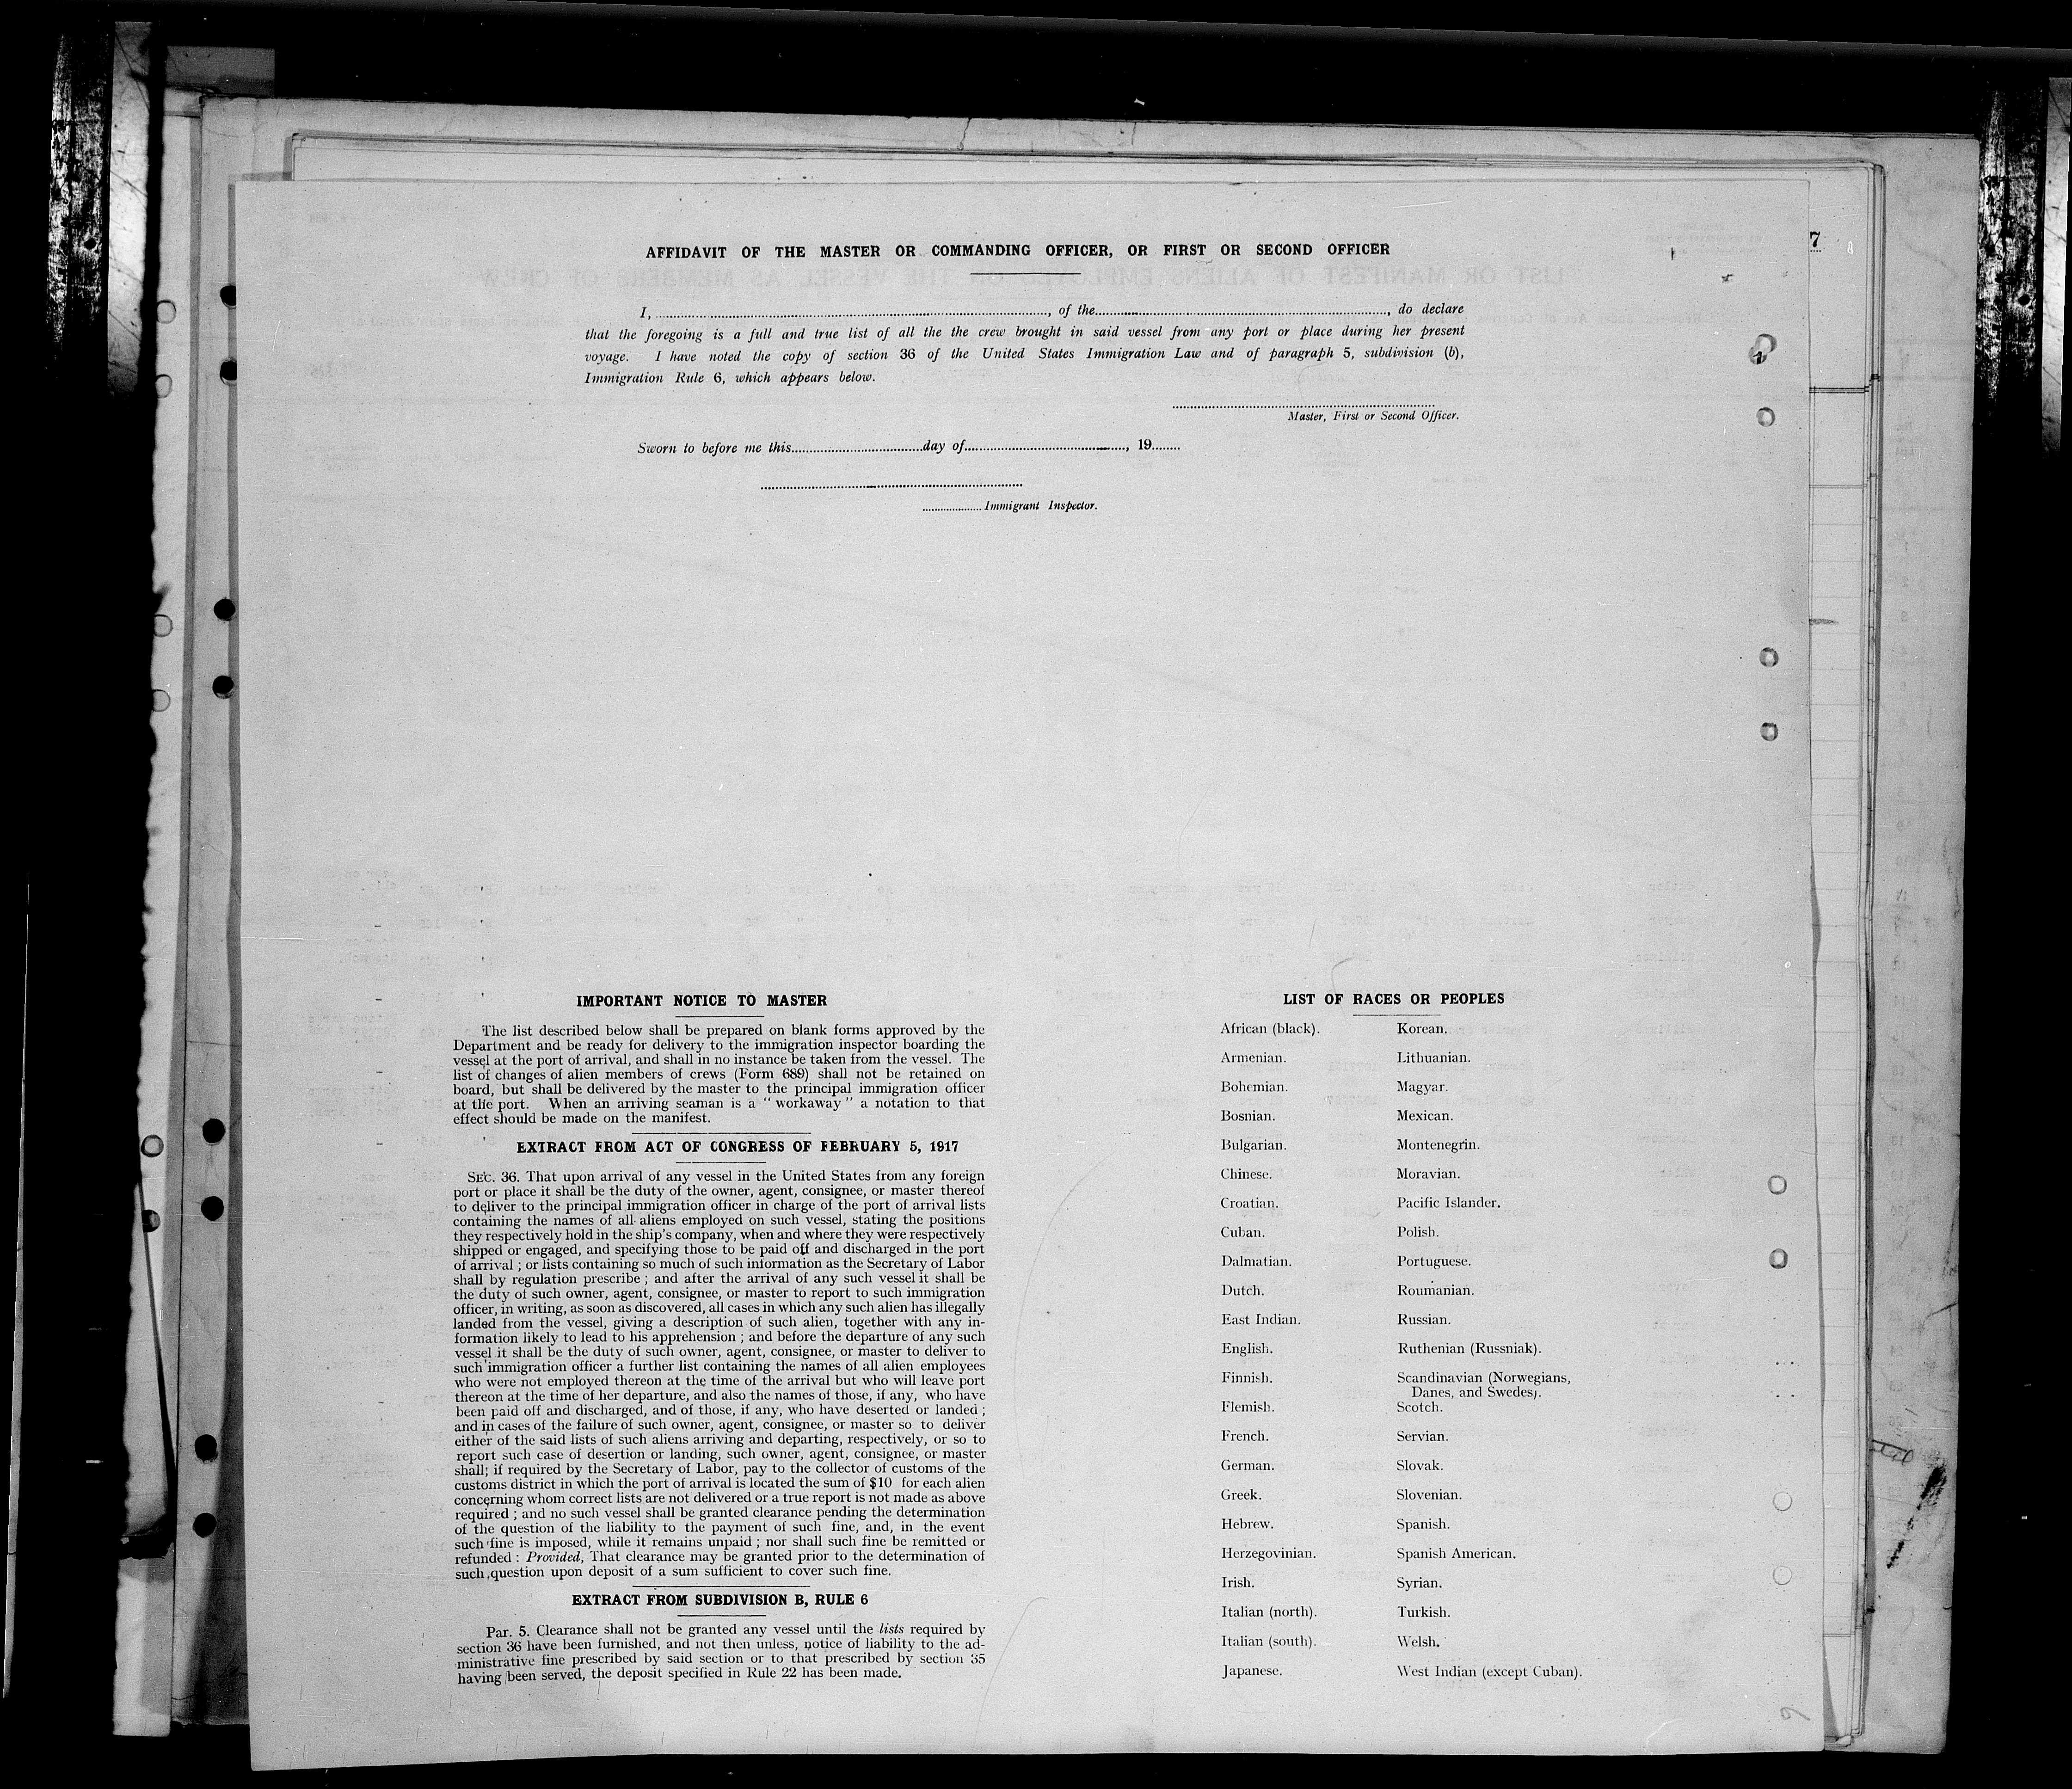 AFFIDAVIT OF THE MASTER OR COMMANDING OFFICER, OR FIRST OR SECOND OFFICER
I, ................, of the................, do declare
that the foregoing is a full and true list of all the the crew brought in said vessel from any port or place during her present
voyage. I have noted the copy of section 36 of the United States Immigration Law and of paragraph 5, subdivision (b),
Immigration Rule 6, which appears below.
Master, First or Second Officer.
Sworn to before me this................day of................, 19........
................Immigrant Inspector.
7
IMPORTANT NOTICE TO MASTER
The list described below shall be prepared on blank forms approved by the
Department and be ready for delivery to the immigration inspector boarding the
vessel at the port of arrival, and shall in no instance be taken from the vessel. The
list of changes of alien members of crews (Form 689) shall not be retained on
board, but shall be delivered by the master to the principal immigration officer
at the port. When an arriving seaman is a "workaway" a notation to that
effect should be made on the manifest.
EXTRACT FROM ACT OF CONGRESS OF FEBRUARY 5, 1917
SEC. 36. That upon arrival of any vessel in the United States from any foreign
port or place it shall be the duty of the owner, agent, consignee, or master thereof
to deliver to the principal immigration officer in charge of the port of arrival lists
containing the names of all aliens employed on such vessel, stating the positions
they respectively hold in the ship's company, when and where they were respectively
shipped or engaged, and specifying those to be paid off and discharged in the port
of arrival ; or lists containing so much of such information as the Secretary of Labor
shall by regulation prescribe ; and after the arrival of any such vessel it shall be
the duty of such owner, agent, consignee, or master to report to such immigration
officer, in writing, as soon as discovered, all cases in which any such alien has illegally
landed from the vessel, giving a description of such alien, together with any in-
formation likely to lead to his apprehension ; and before the departure of any such
vessel it shall be the duty of such owner, agent, consignee, or master to deliver to
such immigration officer a further list containing the names of all alien employees
who were not employed thereon at the time of the arrival but who will leave port
thereon at the time of her departure, and also the names of those, if any, who have
been paid off and discharged, and of those, if any, who have deserted or landed ;
and in cases of the failure of such owner, agent, consignee, or master so to deliver
either of the said lists of such aliens arriving and departing, respectively, or so to
report such case of desertion or landing, such owner, agent, consignee, or master
shall; if required by the Secretary of Labor, pay to the collector of customs of the
customs district in which the port of arrival is located the sum of $10 for each alien
concerning whom correct lists are not delivered or a true report is not made as above
required ; and no such vessel shall be granted clearance pending the determination
of the question of the liability to the payment of such fine, and, in the event
such fine is imposed, while it remains unpaid ; nor shall such fine be remitted or
refunded : Provided, That clearance may be granted prior to the determination of
such question upon deposit of a sum sufficient to cover such fine.
EXTRACT FROM SUBDIVISION B, RULE 6
Par. 5. Clearance shall not be granted any vessel until the lists required by
section 36 have been furnished, and not then unless, notice of liability to the ad-
ministrative fine prescribed by said section or to that prescribed by section 35
having been served, the deposit specified in Rule 22 has been made.
LIST OF RACES OR PEOPLES
African (black). Korean.
Armenian. Lithuanian.
Bohemian. Magyar.
Bosnian. Mexican.
Bulgarian. Montenegrin.
Chinese. Moravian.
Croatian. Pacific Islander.
Cuban. Polish.
Dalmatian. Portuguese.
Dutch. Roumanian.
East Indian. Russian.
English. Ruthenian (Russniak).
Finnish. Scandinavian (Norwegians,
Danes, and Swedes).
Flemish. Scotch.
French. Servian.
German. Slovak.
Greek. Slovenian.
Hebrew. Spanish.
Herzegovinian. Spanish American.
Irish. Syrian.
Italian (north). Turkish.
Italian (south). Welsh.
Japanese. West Indian (except Cuban).